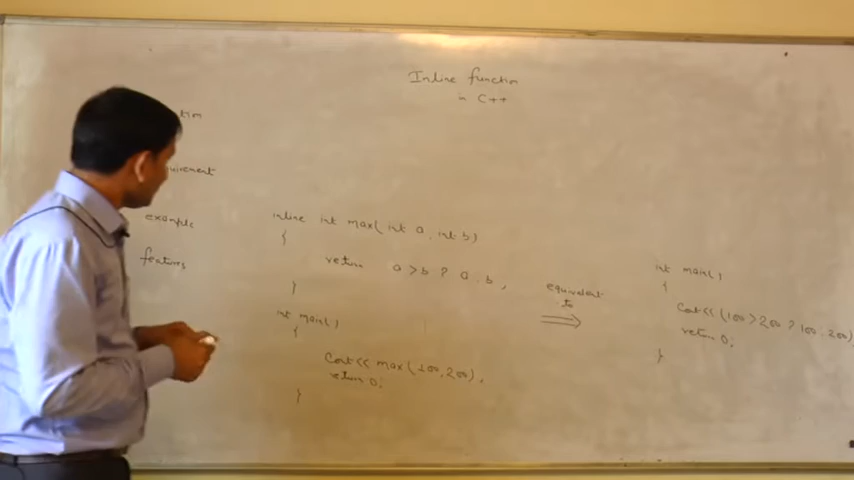 Inline function
in C++
requirement
example
features
inline int max(int a, int b)
{
return a>b ? a : b;
}
int main()
{
Cout<< max(100,200);
return 0;
}
equivalent
to
int main()
{
Cout<< (100>200 ? 100:200)
return 0;
}